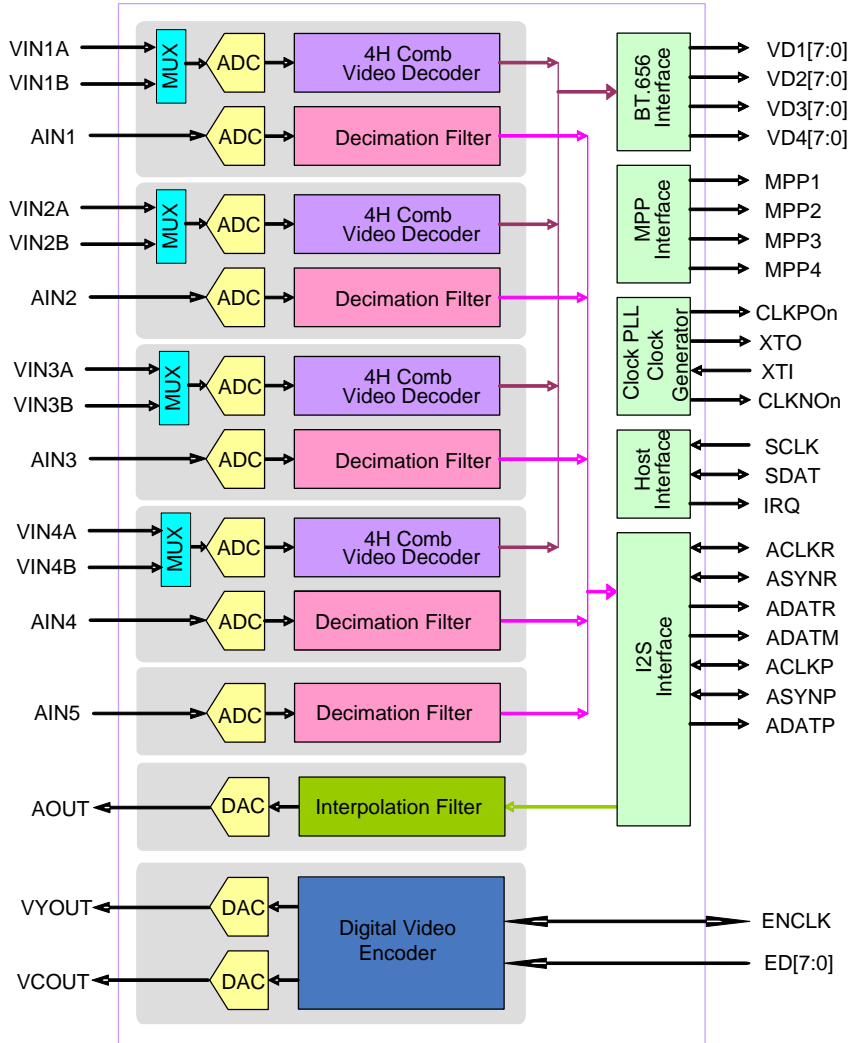 VIN1A
VIN1B
MUX
ADC
4H Comb
Video Decoder
AIN1
ADC
Decimation Filter
VIN2A
VIN2B
MUX
ADC
4H Comb
Video Decoder
AIN2
ADC
Decimation Filter
VIN3A
VIN3B
MUX
ADC
4H Comb
Video Decoder
AIN3
ADC
Decimation Filter
VIN4A
VIN4B
MUX
ADC
4H Comb
Video Decoder
AIN4
ADC
Decimation Filter
AIN5
ADC
Decimation Filter
AOUT
DAC
Interpolation Filter
VYOUT
DAC
VCOUT
DAC
Digital Video
Encoder
BT.656
Interface
VD1[7:0]
VD2[7:0]
VD3[7:0]
VD4[7:0]
MPP
Interface
MPP1
MPP2
MPP3
MPP4
Clock PLL
Clock
Generator
CLKPOn
XTO
XTI
CLKNOn
Host
Interface
SCLK
SDAT
IRQ
I2S
Interface
ACLKR
ASYNR
ADATR
ADATM
ACLKP
ASYNP
ADATP
ENCLK
ED[7:0]